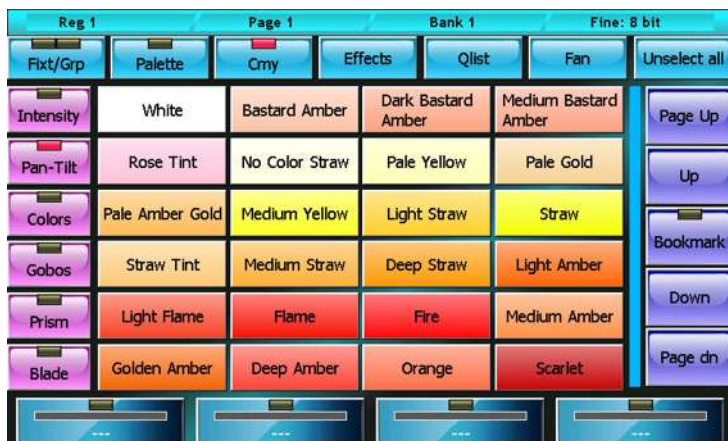 Reg 1 Page 1 Bank 1 Fine: 8 bit
Fixt/Grp Palette Cmy Effects Qlist Fan Unselect all
Intensity White Bastard Amber Dark Bastard Amber Medium Bastard Amber Page Up
Pan-Tilt Rose Tint No Color Straw Pale Yellow Pale Gold Up
Colors Pale Amber Gold Medium Yellow Light Straw Straw Bookmark
Gobos Straw Tint Medium Straw Deep Straw Light Amber
Prism Light Flame Flame Fire Medium Amber Down
Blade Golden Amber Deep Amber Orange Scarlet Page dn
--- --- --- ---